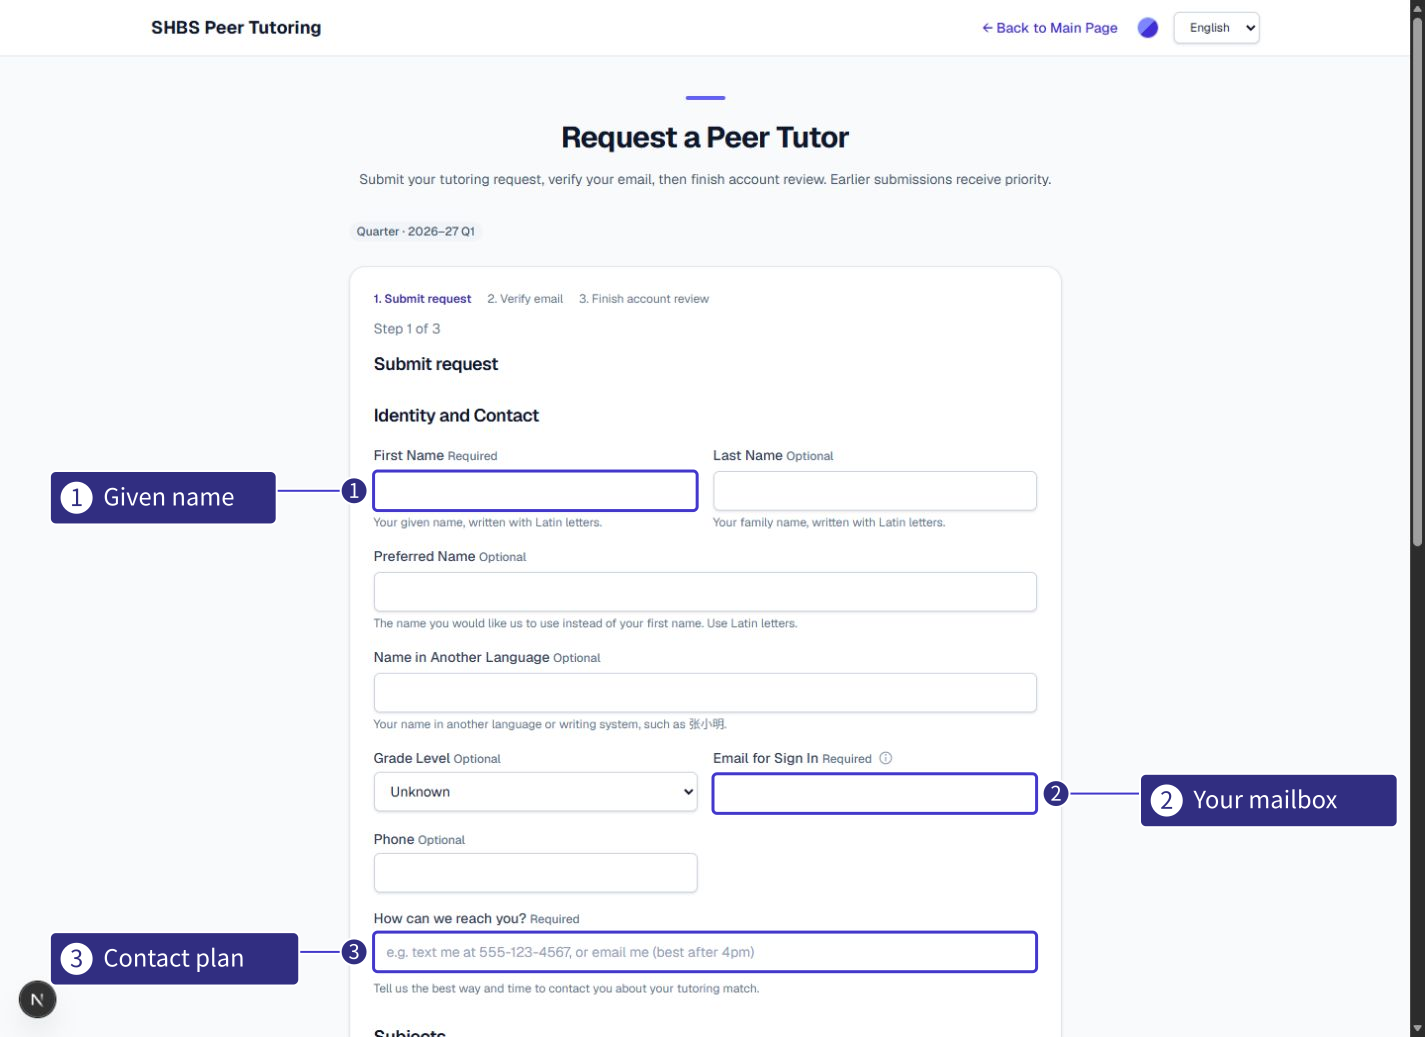 SHBS Peer Tutoring
← Back to Main Page
English
Request a Peer Tutor
Submit your tutoring request, verify your email, then finish account review. Earlier submissions receive priority.
Quarter · 2026–27 Q1
1. Submit request 2. Verify email 3. Finish account review
Step 1 of 3
Submit request
Identity and Contact
First Name Required
Last Name Optional
1 Given name
1
Your given name, written with Latin letters.
Your family name, written with Latin letters.
Preferred Name Optional
The name you would like us to use instead of your first name. Use Latin letters.
Name in Another Language Optional
Your name in another language or writing system, such as 张小明.
Grade Level Optional
Email for Sign In Required
Unknown
2
2 Your mailbox
Phone Optional
How can we reach you? Required
3 Contact plan
3
e.g. text me at 555-123-4567, or email me (best after 4pm)
Tell us the best way and time to contact you about your tutoring match.
N
Subjects